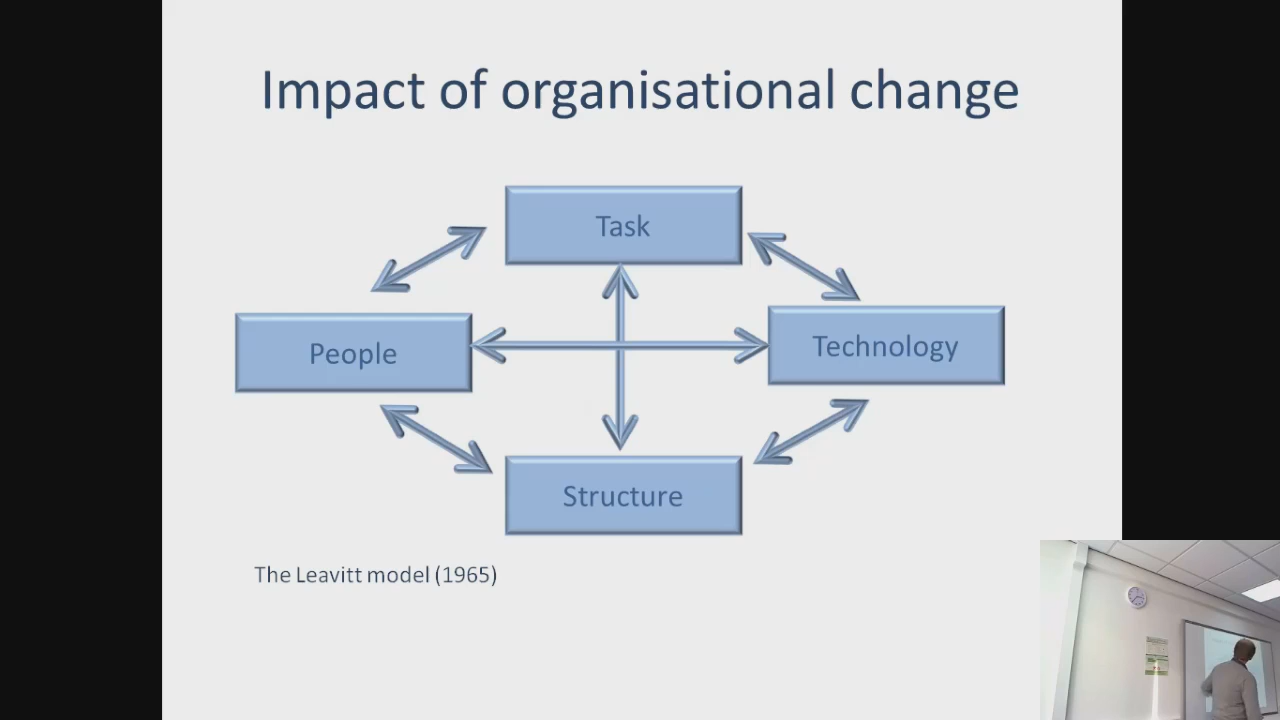 Impact of organisational change
Task
People
Technology
Structure
The Leavitt model (1965)